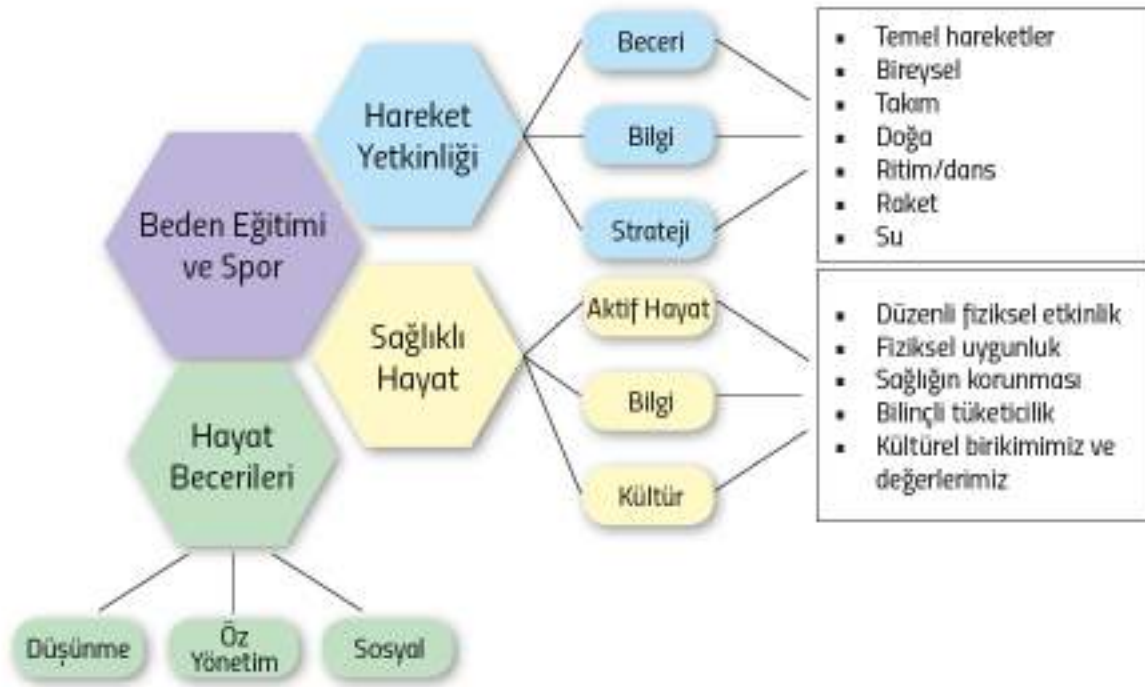 Beden Eğitimi
ve Spor
Hareket
Yetkinliği
Beceri
Bilgi
Strateji
▪ Temel hareketler
▪ Bireysel
▪ Takım
▪ Doğa
▪ Ritim/dans
▪ Raket
▪ Su
Sağlıklı
Hayat
Aktif Hayat
Bilgi
Kültür
▪ Düzenli fiziksel etkinlik
▪ Fiziksel uygunluk
▪ Sağlığın korunması
▪ Bilinçli tüketicilik
▪ Kültürel birikimimiz ve
değerlerimiz
Hayat
Becerileri
Düşünme
Öz
Yönetim
Sosyal